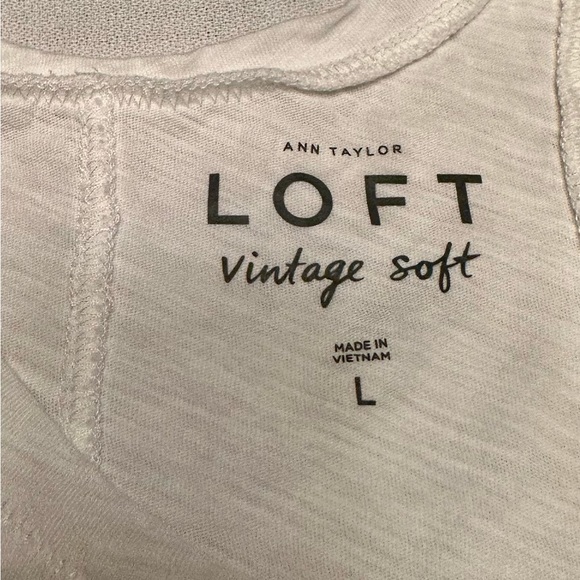 ANN TAYLOR
LOFT
vintage soft
MADE IN
VIETNAM
L